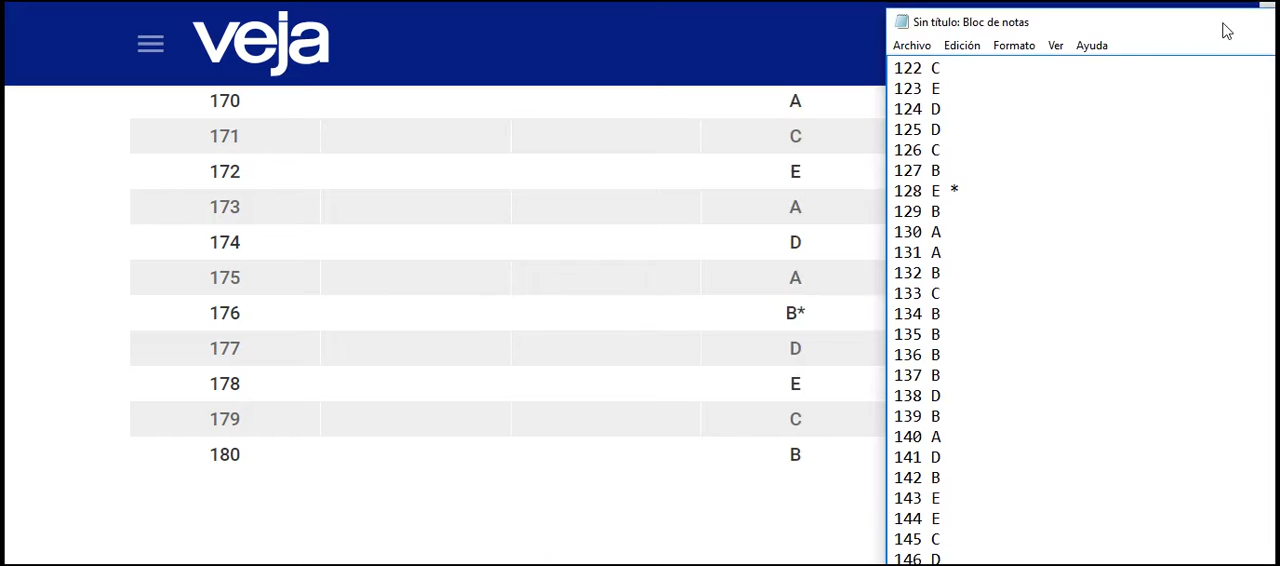 veja
170 A
171 C
172 E
173 A
174 D
175 A
176 B*
177 D
178 E
179 C
180 B
Sin título: Bloc de notas
Archivo Edición Formato Ver Ayuda
122 C
123 E
124 D
125 D
126 C
127 B
128 E *
129 B
130 A
131 A
132 B
133 C
134 B
135 B
136 B
137 B
138 D
139 B
140 A
141 D
142 B
143 E
144 E
145 C
146 D